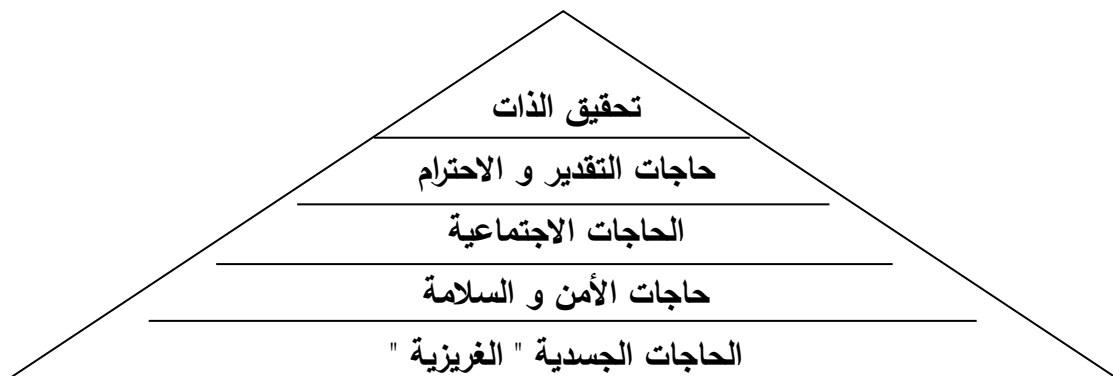 تحقيق الذات
حاجات التقدير و الاحترام
الحاجات الاجتماعية
حاجات الأمن و السلامة
الحاجات الجسدية " الغريزية "